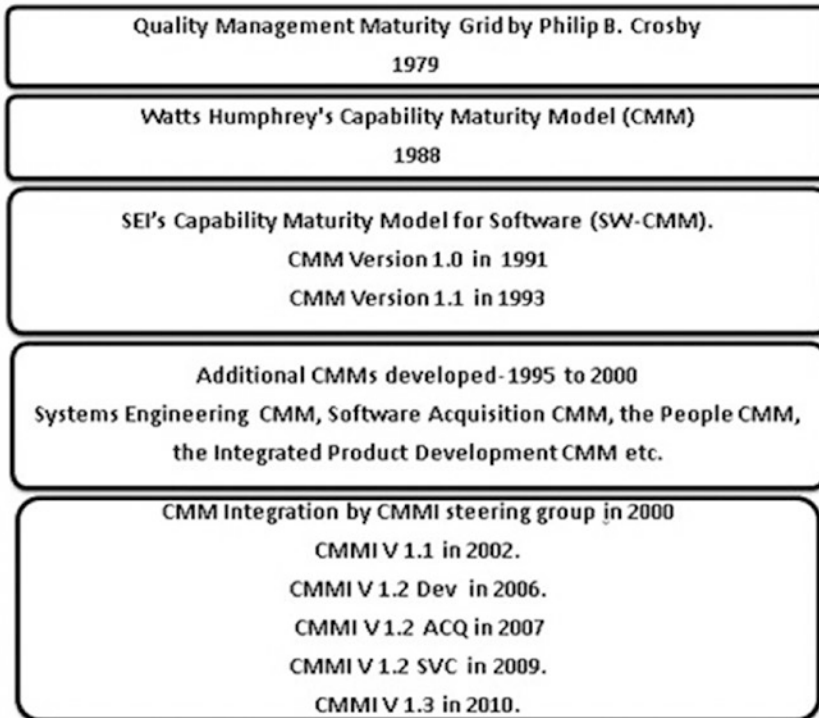 Quality Management Maturity Grid by Philip B. Crosby
1979
Watts Humphrey's Capability Maturity Model (CMM)
1988
SEI’s Capability Maturity Model for Software (SW-CMM).
CMM Version 1.0 in 1991
CMM Version 1.1 in 1993
Additional CMMs developed-1995 to 2000
Systems Engineering CMM, Software Acquisition CMM, the People CMM,
the Integrated Product Development CMM etc.
CMM Integration by CMMI steering group in 2000
CMMI V 1.1 in 2002.
CMMI V 1.2 Dev in 2006.
CMMI V 1.2 ACQ in 2007
CMMI V 1.2 SVC in 2009.
CMMI V 1.3 in 2010.